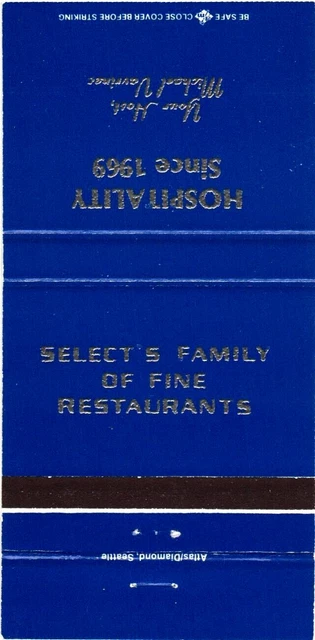 BE SAFE CLOSE COVER BEFORE STRIKING
Your Host,
Michael Vavrinec
HOSPITALITY
Since 1969
SELECT'S FAMILY
OF FINE
RESTAURANTS
Atlas/Diamond, Seattle